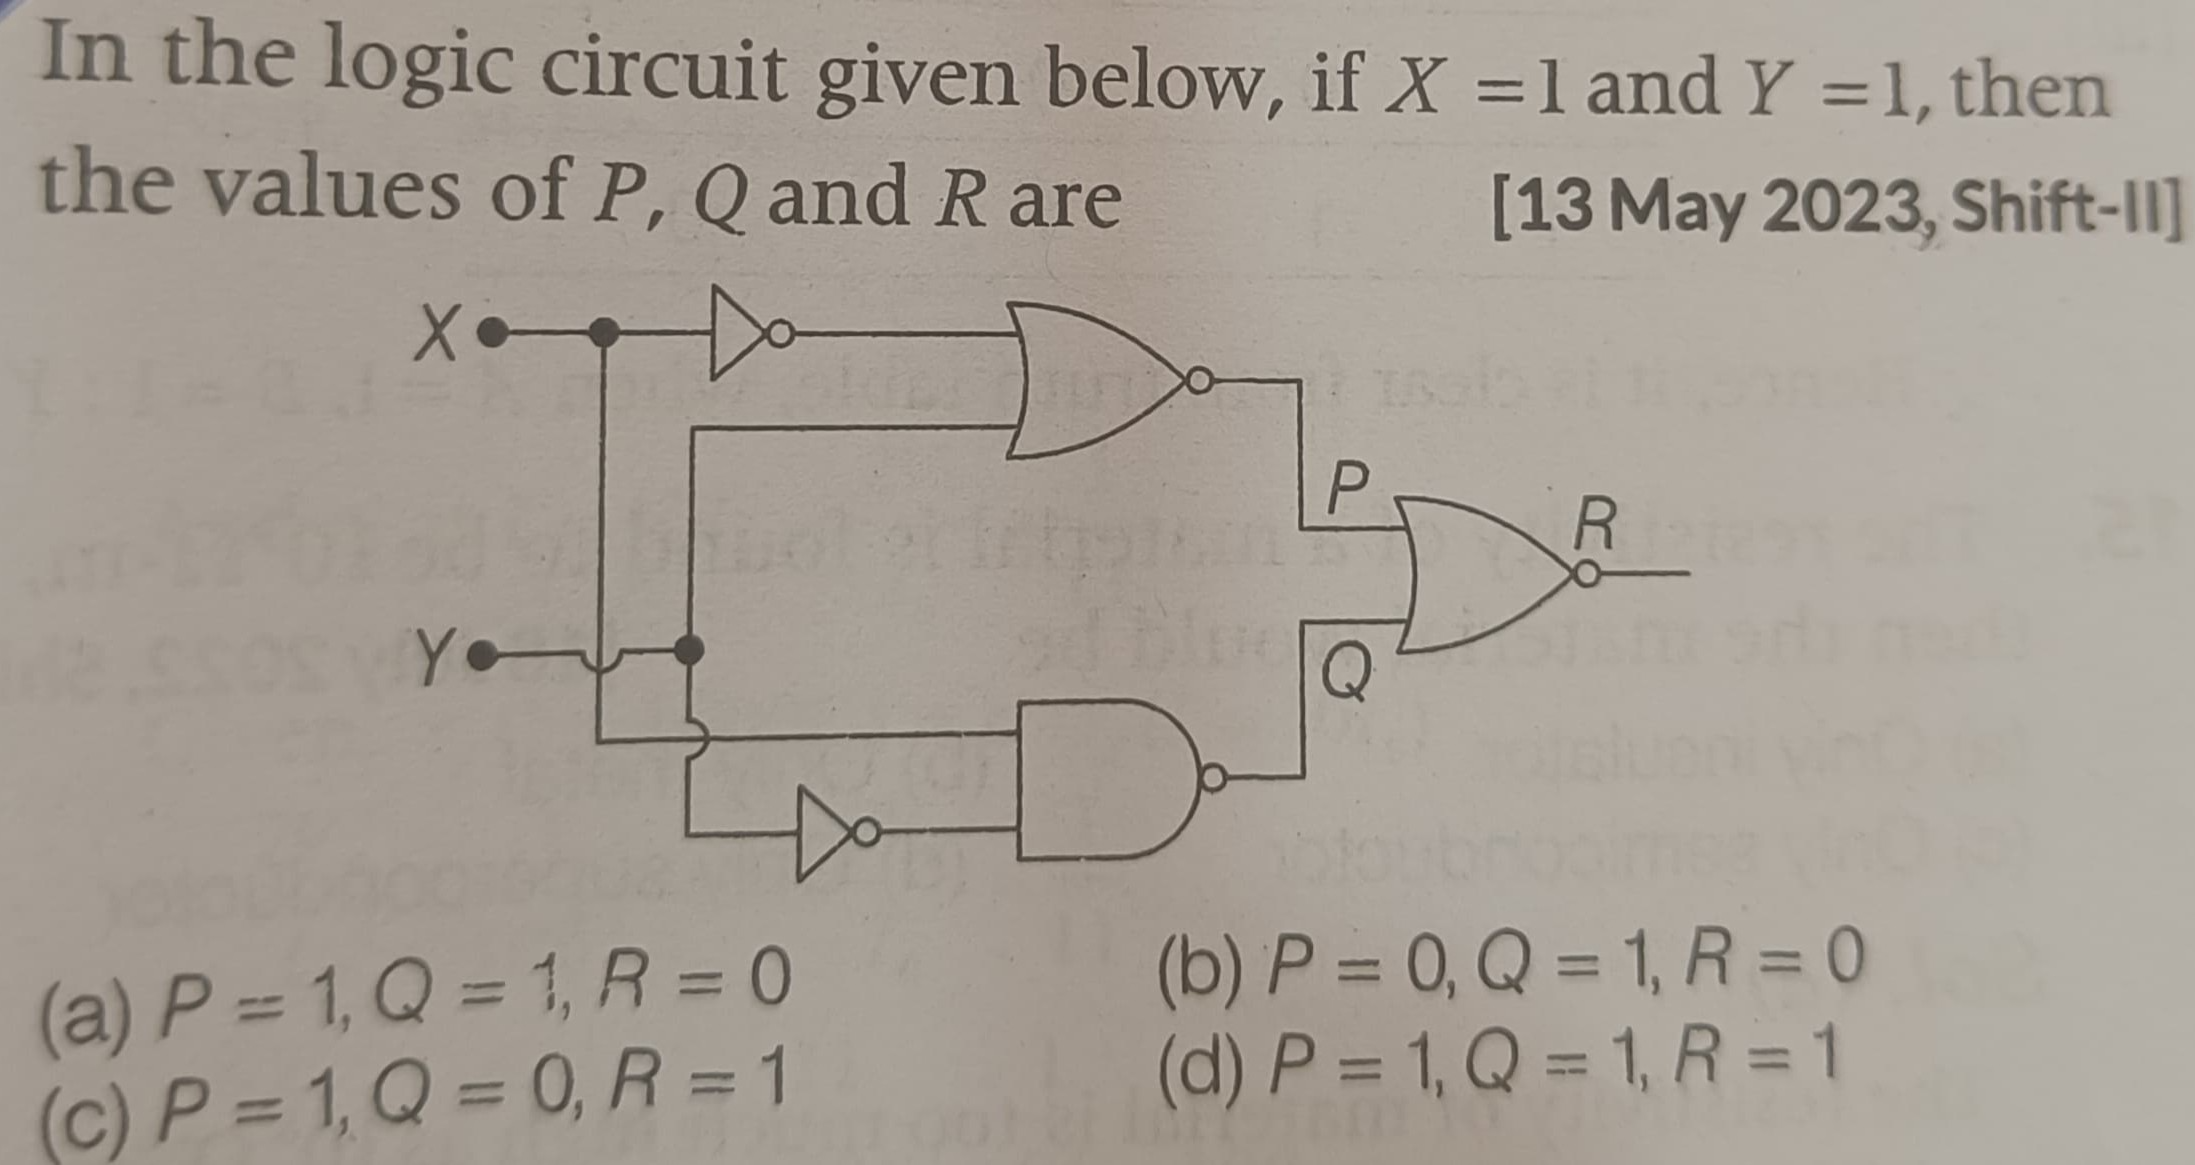 In the logic circuit given below, if X = 1 and Y = 1, then
the values of P, Q and R are [13 May 2023, Shift-II]
X
P
R
Y
Q
(a) P = 1, Q = 1, R = 0 (b) P = 0, Q = 1, R = 0
(c) P = 1, Q = 0, R = 1 (d) P = 1, Q = 1, R = 1